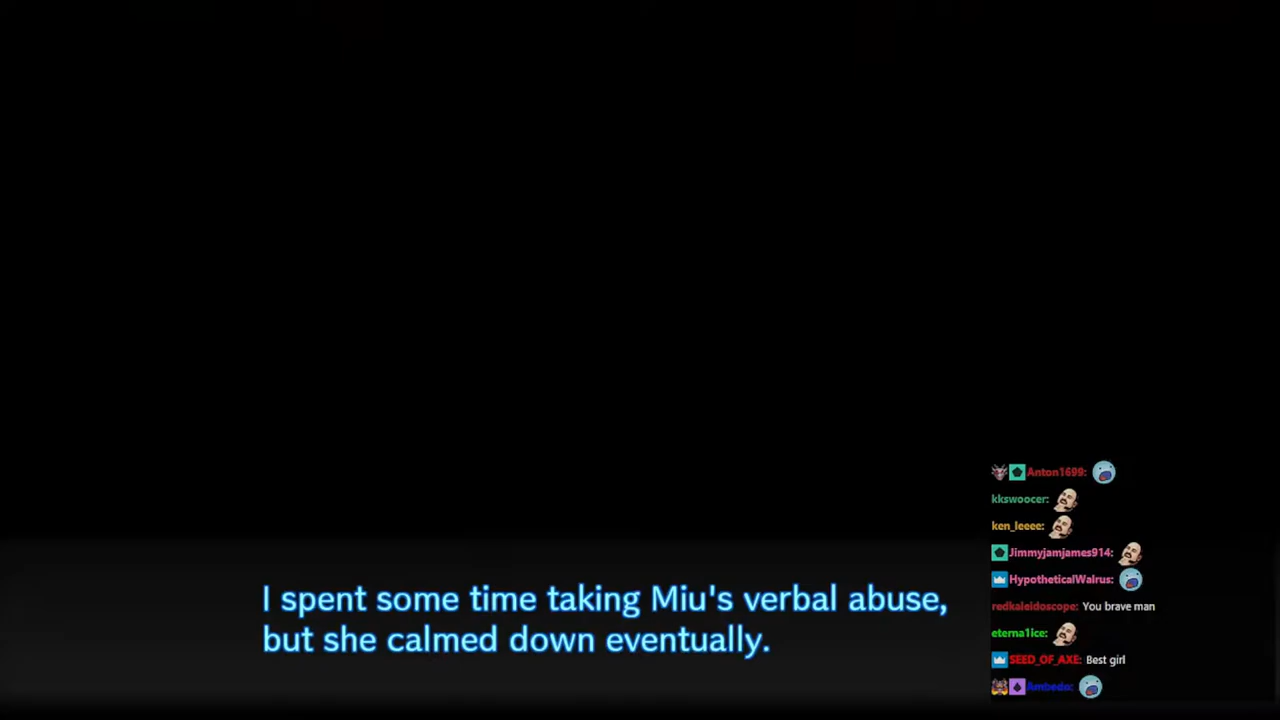 Anton1699:
kkswoocer:
ken_leeee:
Jimmyjamjames914:
HypotheticalWalrus:
redkaleidoscope: You brave man
eterna1ice:
SEED_OF_AXE: Best girl
Ambedo:
I spent some time taking Miu's verbal abuse,
but she calmed down eventually.